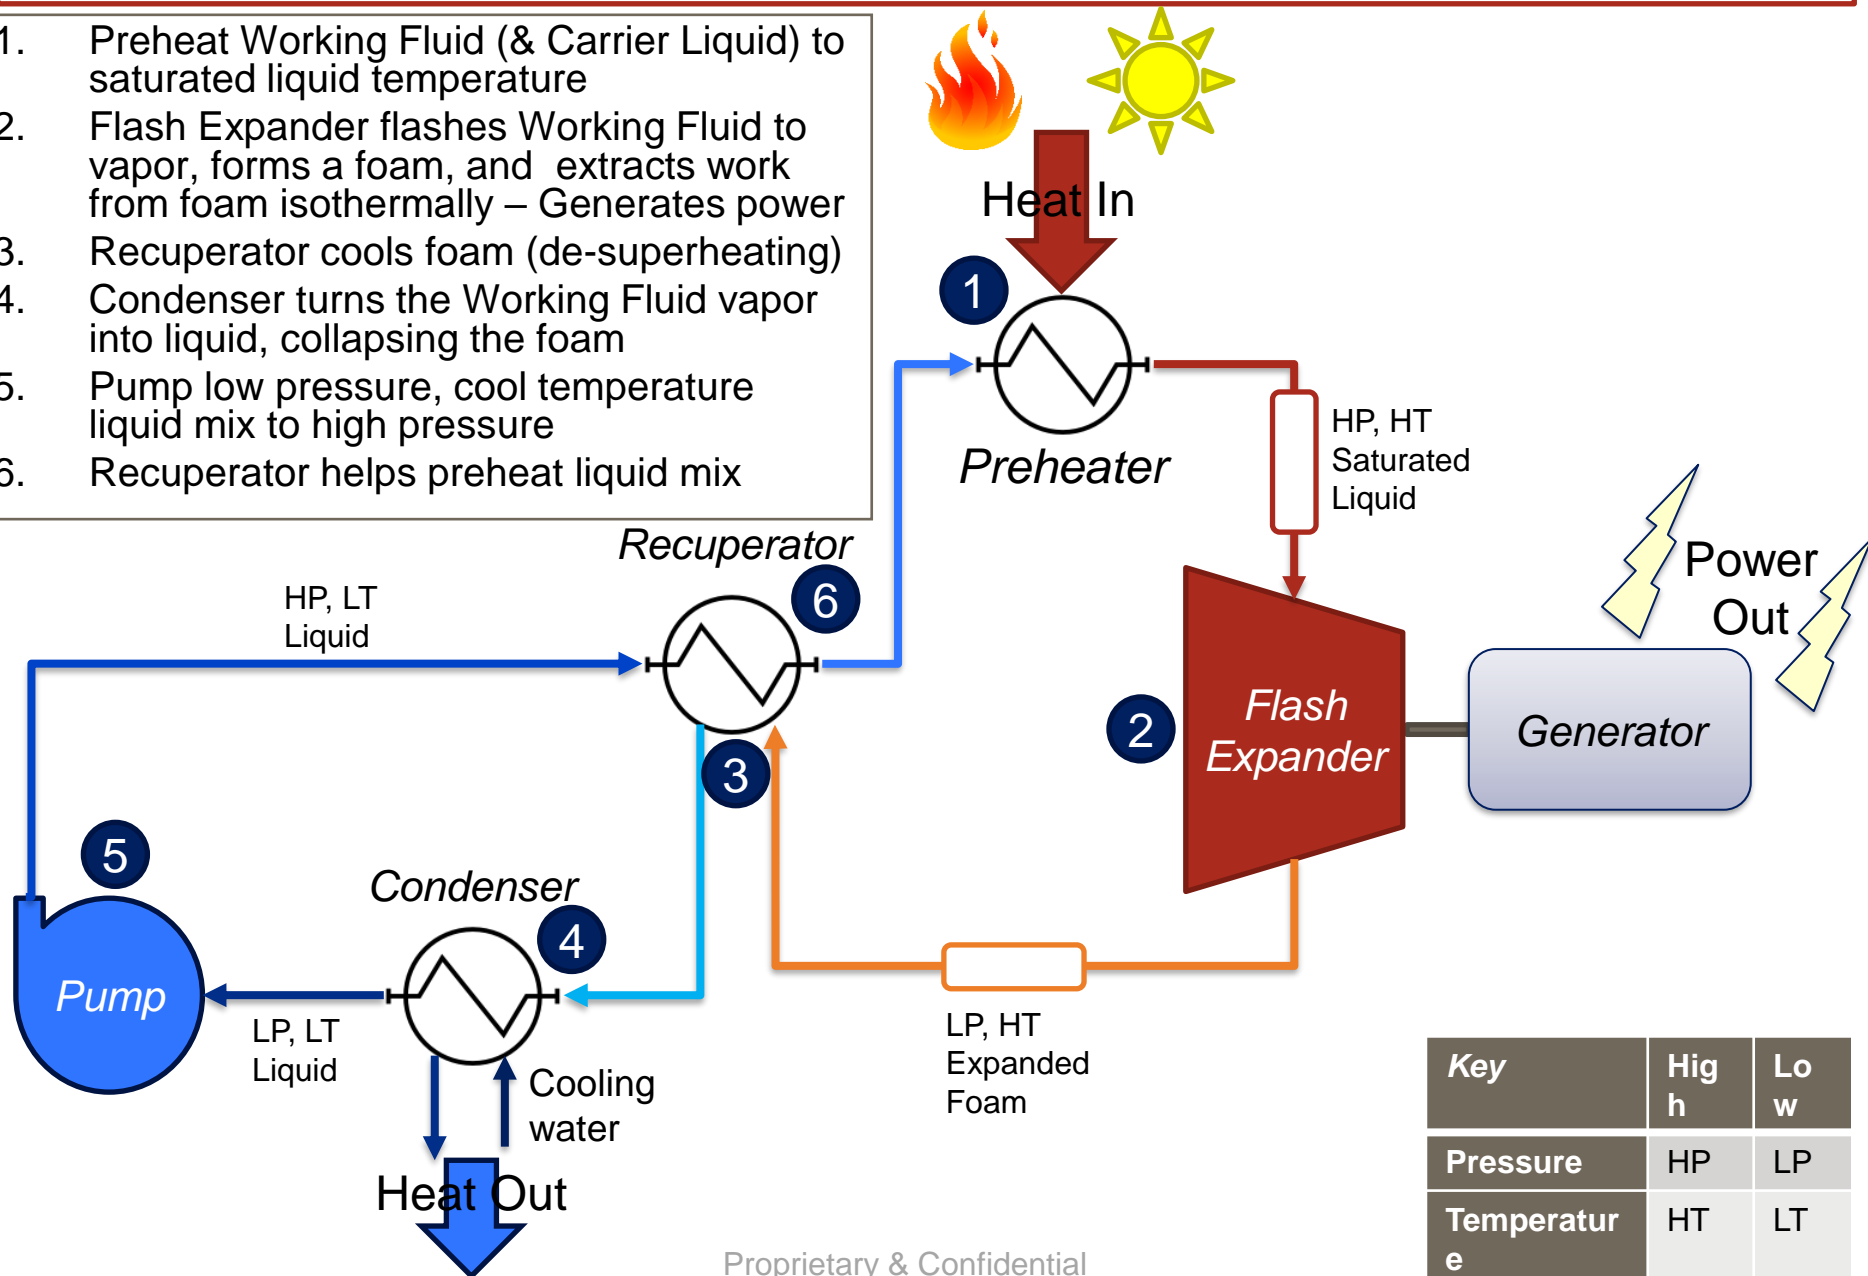 1. Preheat Working Fluid (& Carrier Liquid) to
saturated liquid temperature
2. Flash Expander flashes Working Fluid to
vapor, forms a foam, and extracts work
from foam isothermally – Generates power
3. Recuperator cools foam (de-superheating)
4. Condenser turns the Working Fluid vapor
into liquid, collapsing the foam
5. Pump low pressure, cool temperature
liquid mix to high pressure
6. Recuperator helps preheat liquid mix
Heat In
1
Preheater
HP, HT
Saturated
Liquid
Recuperator
6
HP, LT
Liquid
3
Power
Out
2
Flash
Expander
Generator
5
Pump
Condenser
4
LP, LT
Liquid
Cooling
water
Heat Out
LP, HT
Expanded
Foam
Key Hig Lo
h w
Pressure HP LP
Temperatur HT LT
e
Proprietary & Confidential